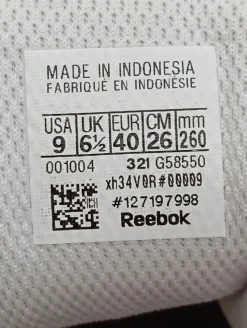 MADE IN INDONESIA
FABRIQUÉ EN INDONÉSIE
USA UK EUR CM mm
9 6½ 40 26 260
001004 32I G58550
xh34V0R#00009
#127197998
Reebok